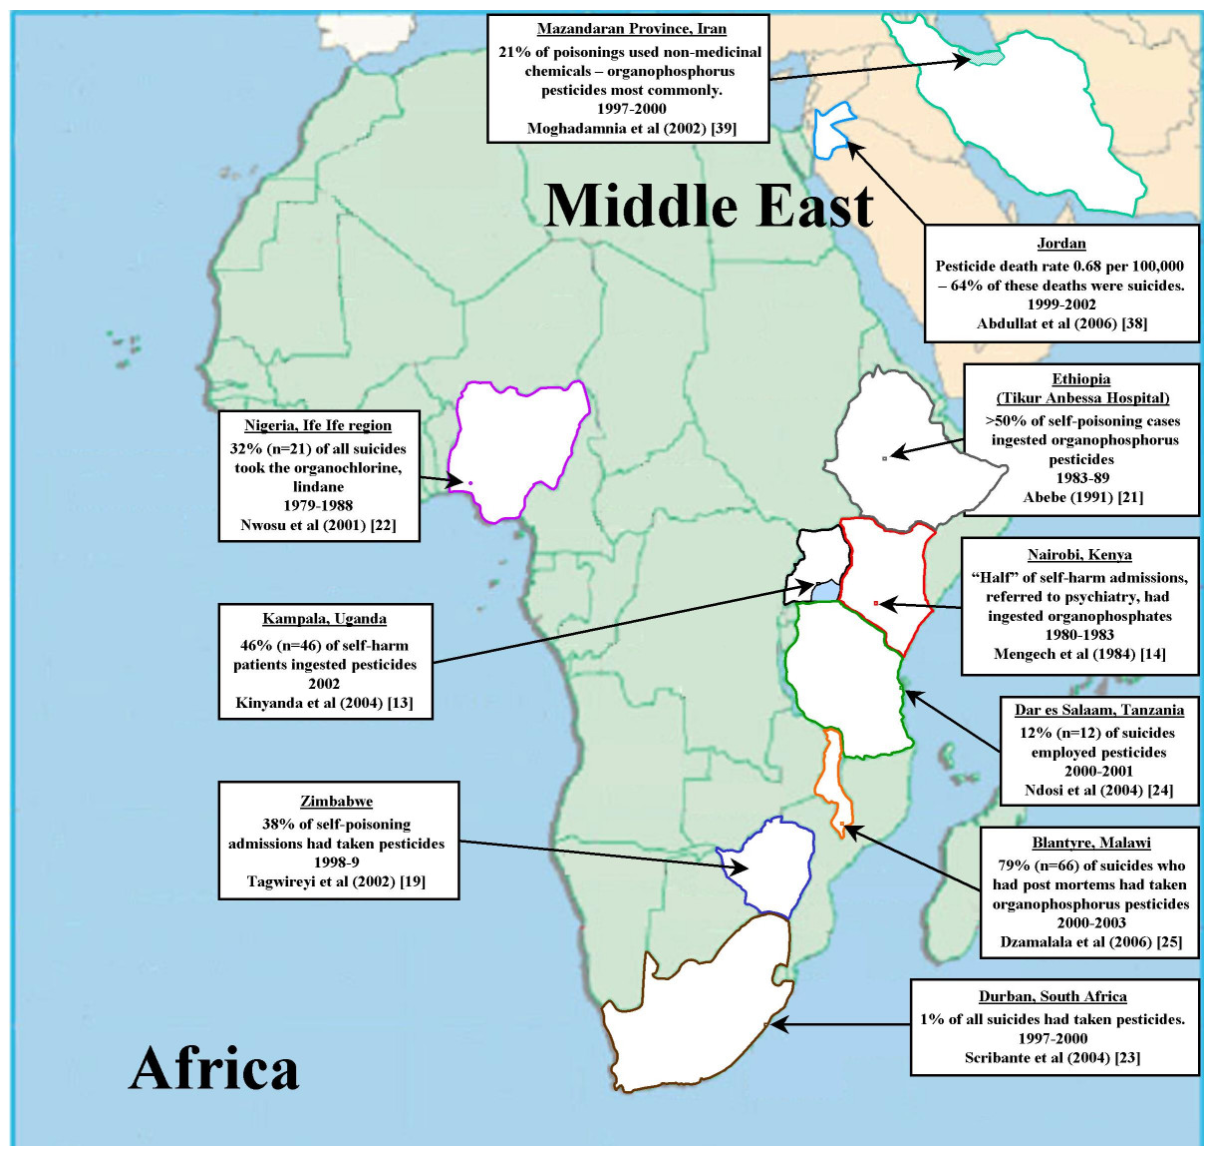 Mazandaran Province, Iran
21% of poisonings used non-medicinal
chemicals – organophosphorus
pesticides most commonly.
1997-2000
Moghadamnia et al (2002) [39]
Middle East
Jordan
Pesticide death rate 0.68 per 100,000
– 64% of these deaths were suicides.
1999-2002
Abdullat et al (2006) [38]
Ethiopia
(Tikur Anbessa Hospital)
>50% of self-poisoning cases
ingested organophosphorus
pesticides
1983-89
Abebe (1991) [21]
Nigeria, Ife Ife region
32% (n=21) of all suicides
took the organochlorine,
lindane
1979-1988
Nwosu et al (2001) [22]
Nairobi, Kenya
“Half” of self-harm admissions,
referred to psychiatry, had
ingested organophosphates
1980-1983
Mengech et al (1984) [14]
Kampala, Uganda
46% (n=46) of self-harm
patients ingested pesticides
2002
Kinyanda et al (2004) [13]
Dar es Salaam, Tanzania
12% (n=12) of suicides
employed pesticides
2000-2001
Ndosi et al (2004) [24]
Zimbabwe
38% of self-poisoning
admissions had taken pesticides
1998-9
Tagwireyi et al (2002) [19]
Blantyre, Malawi
79% (n=66) of suicides who
had post mortems had taken
organophosphorus pesticides
2000-2003
Dzamalala et al (2006) [25]
Durban, South Africa
1% of all suicides had taken pesticides.
1997-2000
Scribante et al (2004) [23]
Africa